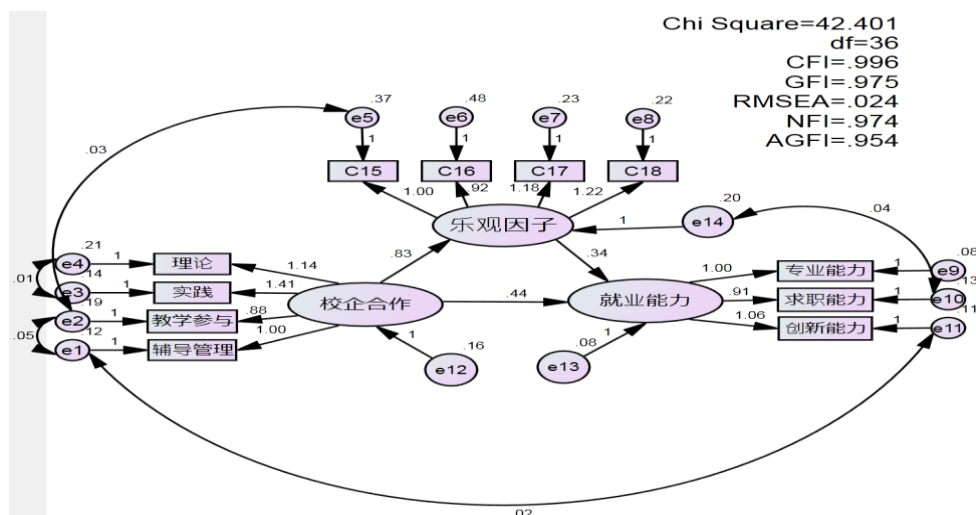 Chi Square=42.401
df=36
CFI=.996
GFI=.975
RMSEA=.024
NFI=.974
AGFI=.954
.37 .48 .23 .22
e5 e6 e7 e8
1 1 1 1
C15 C16 C17 C18
1.00 .92 1.18 1.22
.03
乐观因子
1
e14
.20
.04
.83
.34
.21
e4
1
理论
1.14
.01
.14
e3
1
实践
1.41
.19
e2
1
教学参与
.88
.05
.12
e1
1
辅导管理
1.00
校企合作
.44
就业能力
1.00
专业能力
1
e9
.08
.91
求职能力
1
e10
.13
1.06
创新能力
1
e11
.11
1
.16
e12
1
.08
e13
.02